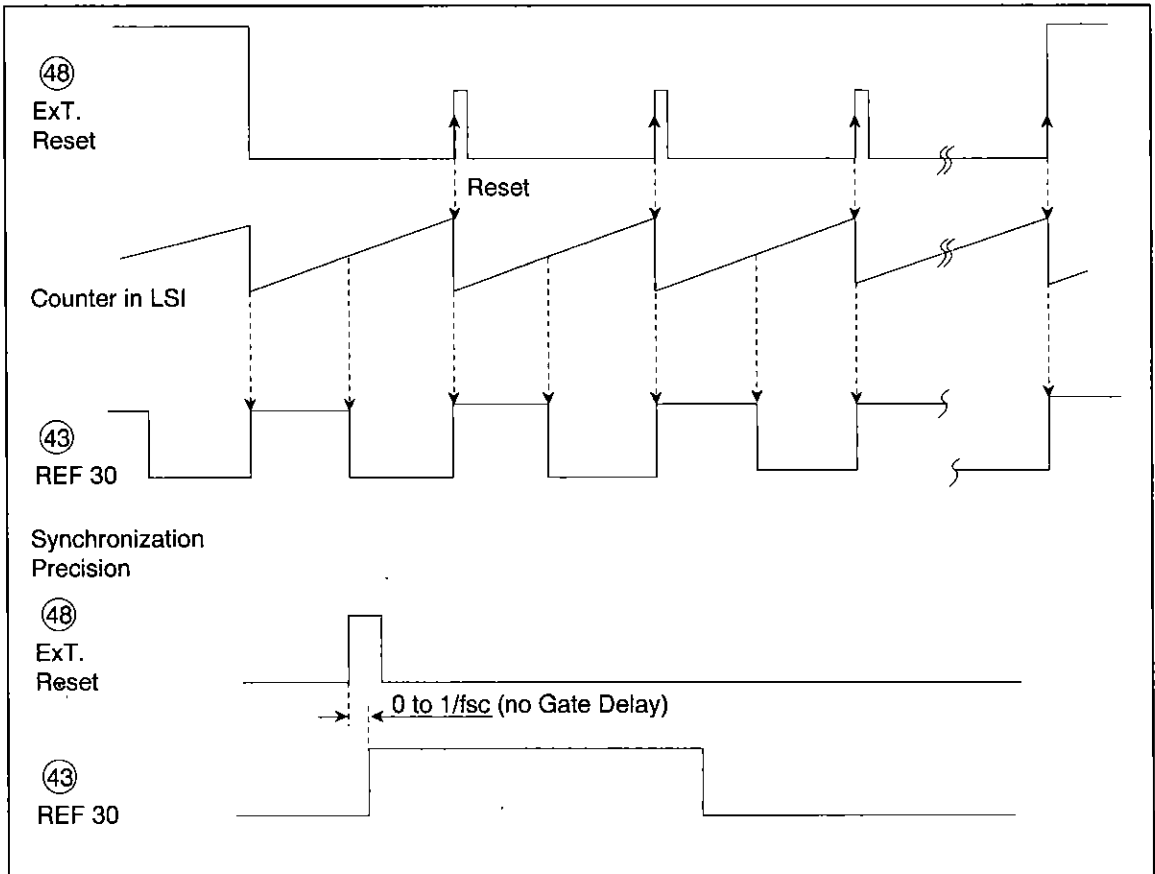 48
ExT.
Reset
Reset
Counter in LSI
43
REF 30
Synchronization
Precision
48
ExT.
Reset
0 to 1/fsc (no Gate Delay)
43
REF 30